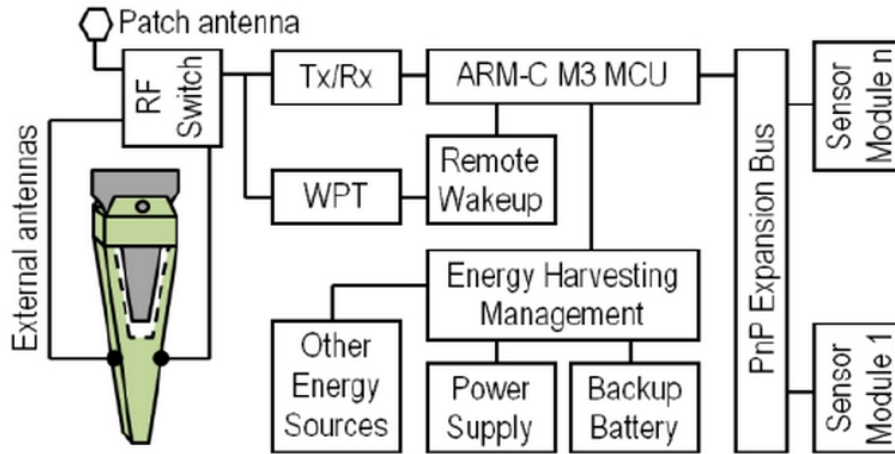 Patch antenna
RF
Switch
External antennas
Tx/Rx
ARM-C M3 MCU
WPT
Remote
Wakeup
Energy Harvesting
Management
Other
Energy
Sources
Power
Supply
Backup
Battery
PnP Expansion Bus
Sensor
Module n
Sensor
Module 1